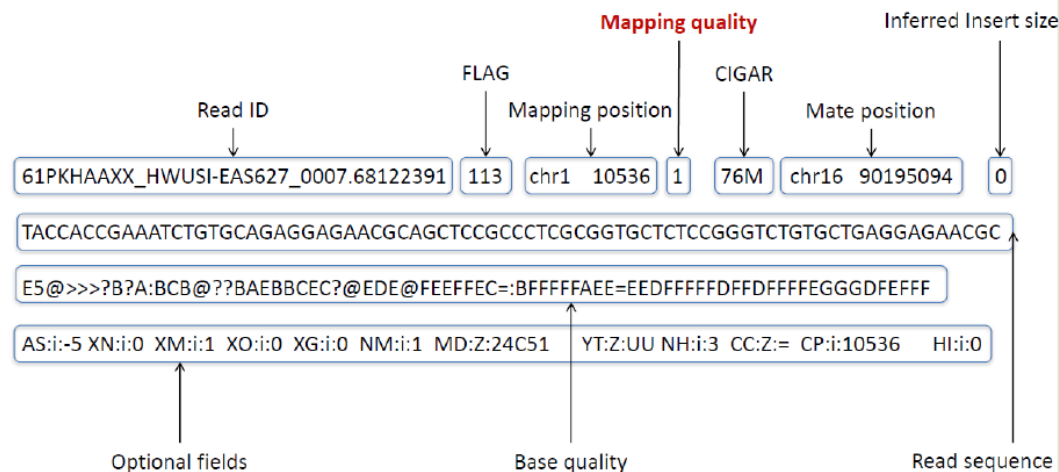 Mapping quality Inferred Insert size
FLAG CIGAR
Read ID Mapping position Mate position
61PKHAAXX_HWUSI-EAS627_0007.68122391 113 chr1 10536 1 76M chr16 90195094 0
TACCACCGAAATCTGTGCAGAGGAGAACGCAGCTCCGCCCTCGCGGTGCTCTCCGGGTCTGTGCTGAGGAGAACGC
E5@>>>?B?A:BCB@??BAEBBCEC?@EDE@FEEFFEC=:BFFFFFAEE=EEDFFFFFDFFDFFFFEGGGDFEFFF
AS:i:-5 XN:i:0 XM:i:1 XO:i:0 XG:i:0 NM:i:1 MD:Z:24C51 YT:Z:UU NH:i:3 CC:Z:= CP:i:10536 HI:i:0
Optional fields Base quality Read sequence